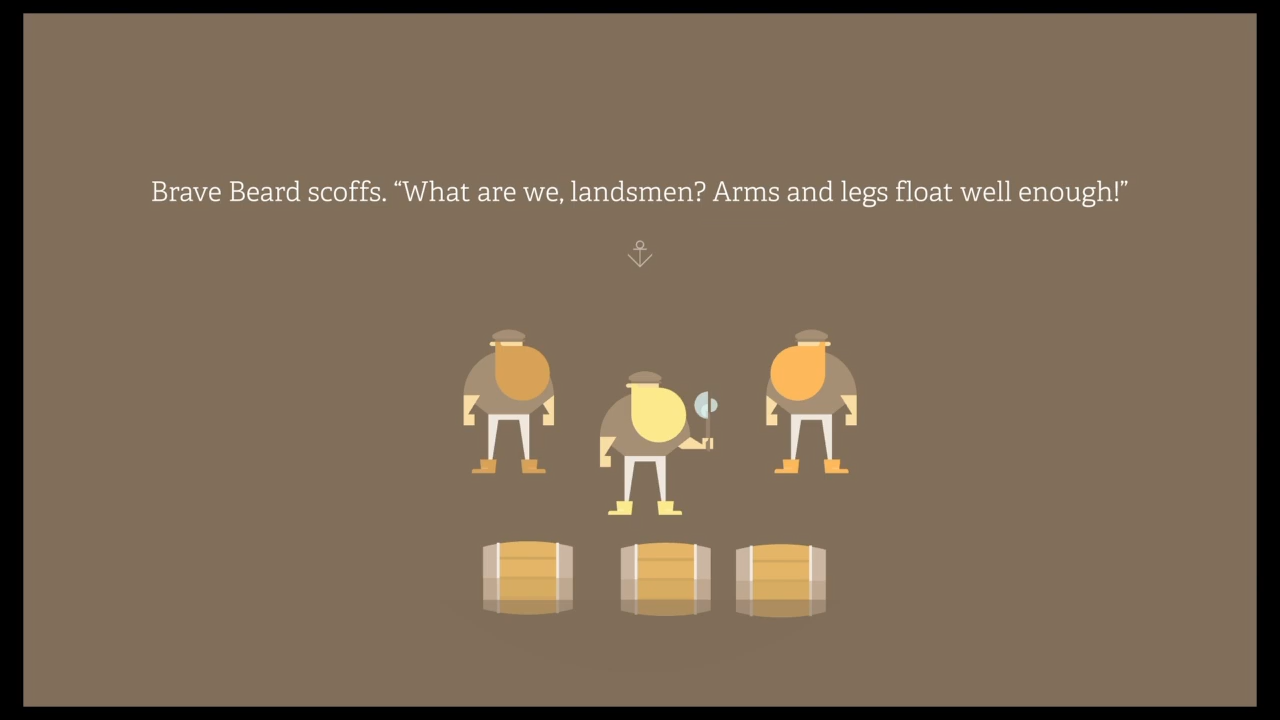 Brave Beard scoffs. “What are we, landsmen? Arms and legs float well enough!”